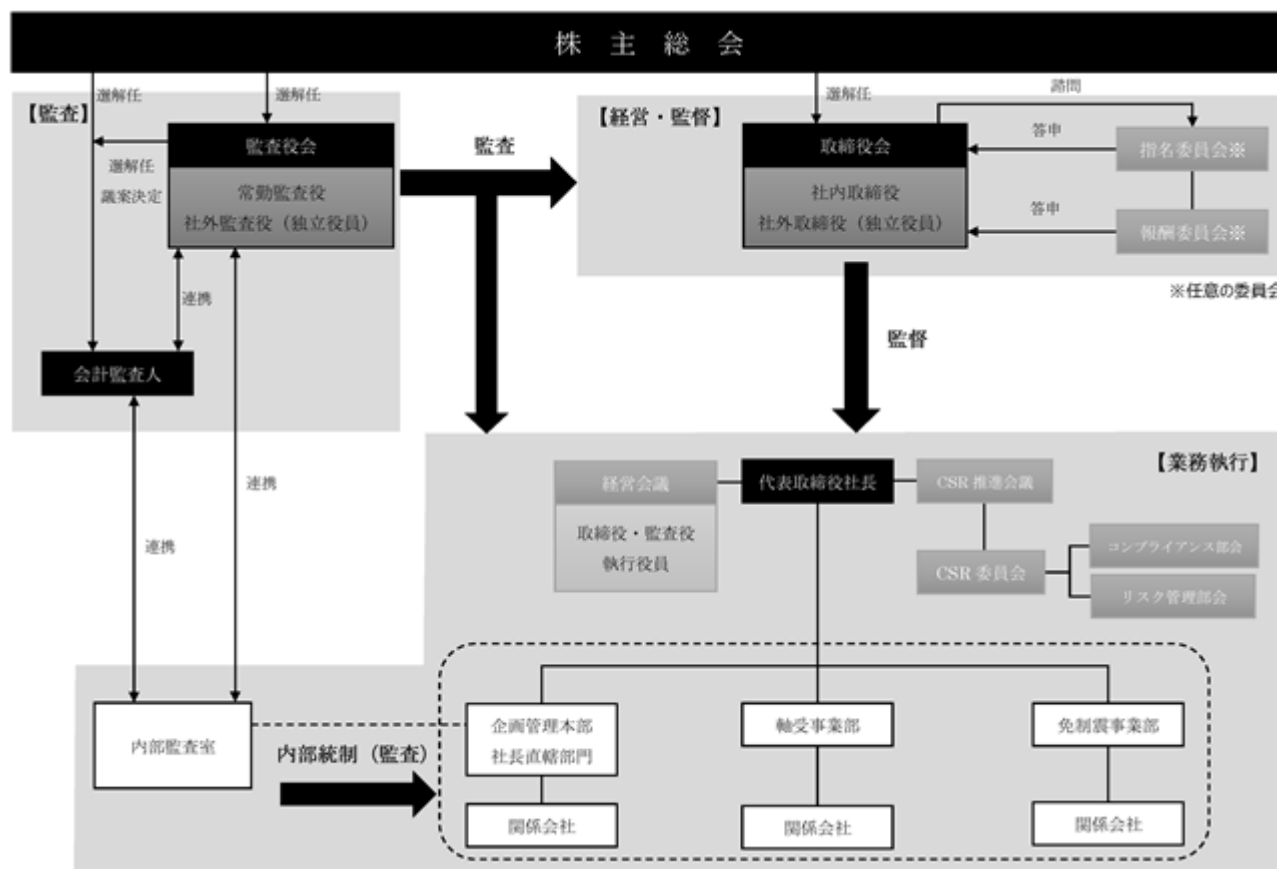 株主総会
選解任
選解任
選解任
諮問
【監査】
【経営・監督】
監査役会
常勤監査役
社外監査役（独立役員）
選解任
議案決定
監査
取締役会
社内取締役
社外取締役（独立役員）
答申
指名委員会※
答申
報酬委員会※
※任意の委員会
連携
会計監査人
監督
連携
連携
【業務執行】
経営会議
取締役・監査役
執行役員
代表取締役社長
CSR 推進会議
CSR 委員会
コンプライアンス部会
リスク管理部会
内部監査室
内部統制（監査）
企画管理本部
社長直轄部門
関係会社
軸受事業部
関係会社
免制震事業部
関係会社